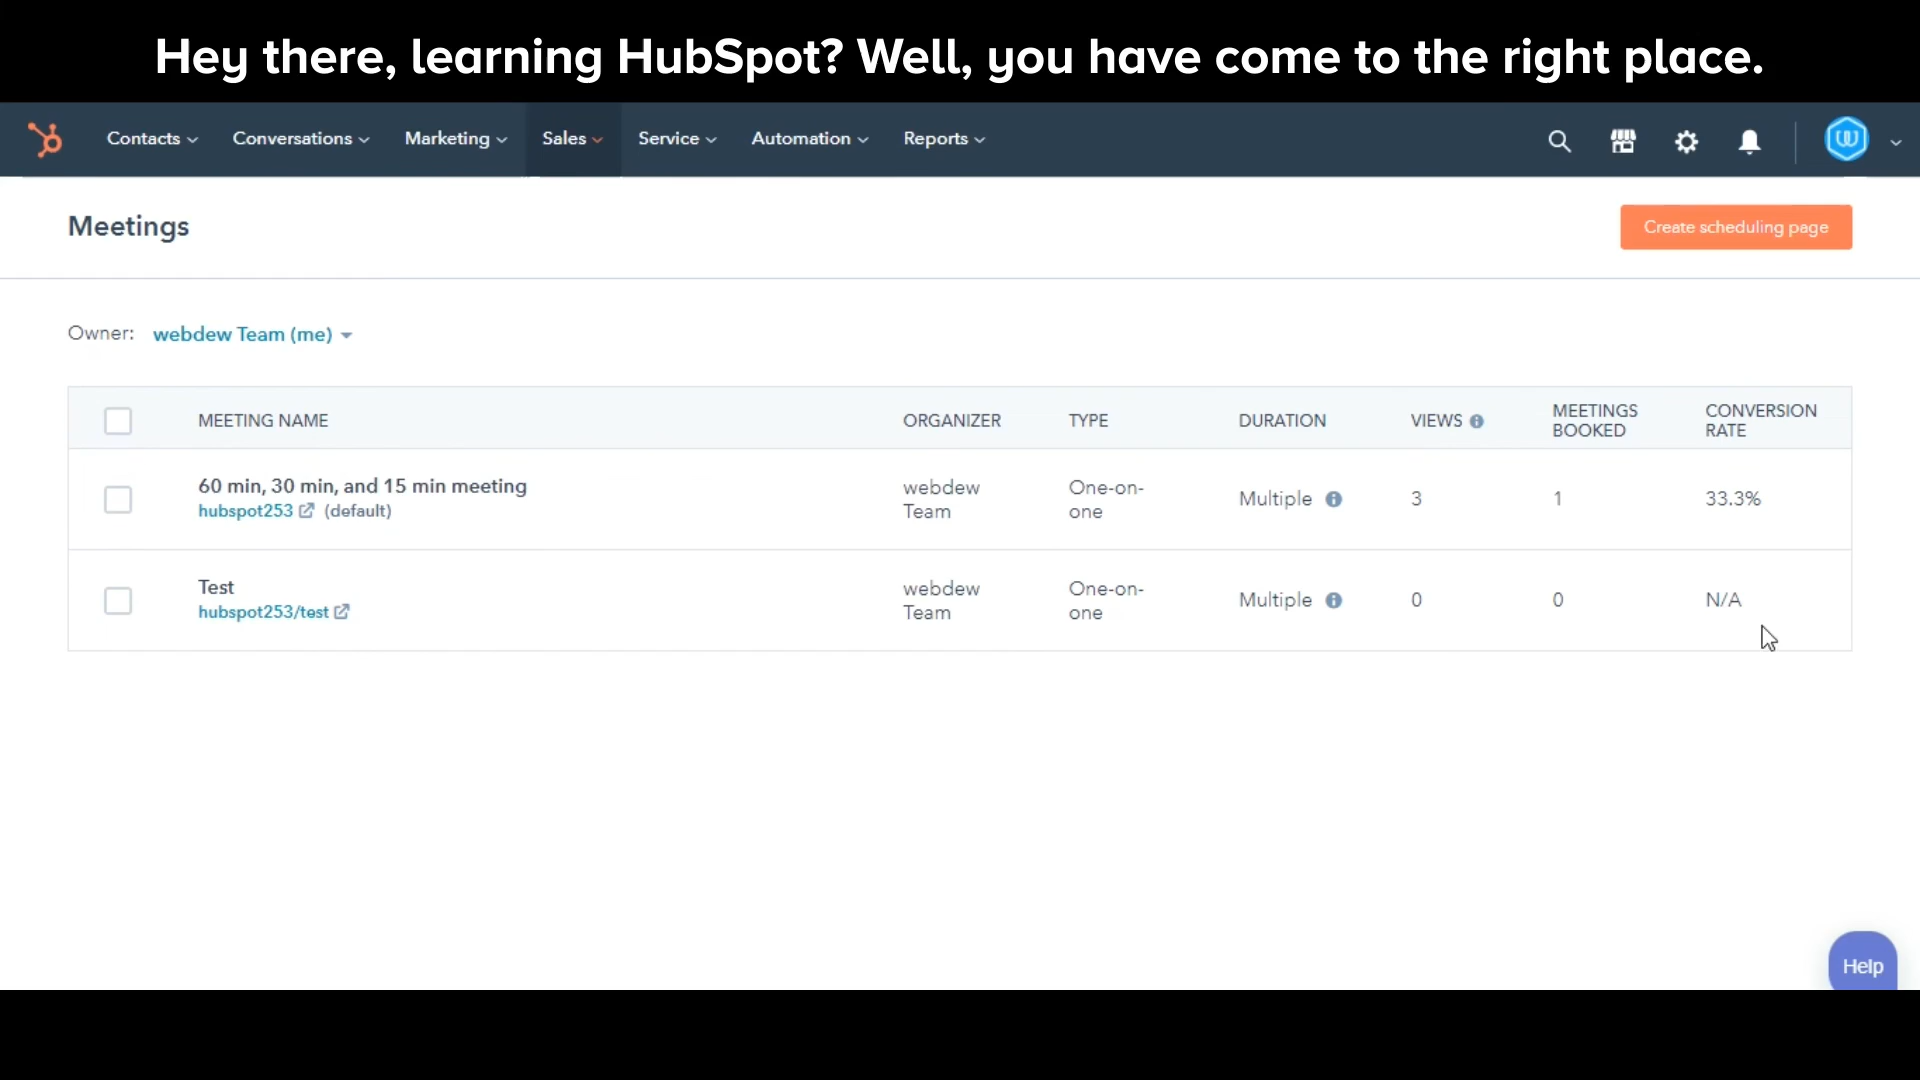 Hey there, learning HubSpot? Well, you have come to the right place.
Contacts Conversations Marketing Sales Service Automation Reports
Meetings
Create scheduling page
Owner: webdew Team (me)
MEETING NAME ORGANIZER TYPE DURATION VIEWS MEETINGS BOOKED CONVERSION RATE
60 min, 30 min, and 15 min meeting
hubspot253 (default)
webdew Team
One-on-one
Multiple
3
1
33.3%
Test
hubspot253/test
webdew Team
One-on-one
Multiple
0
0
N/A
Help